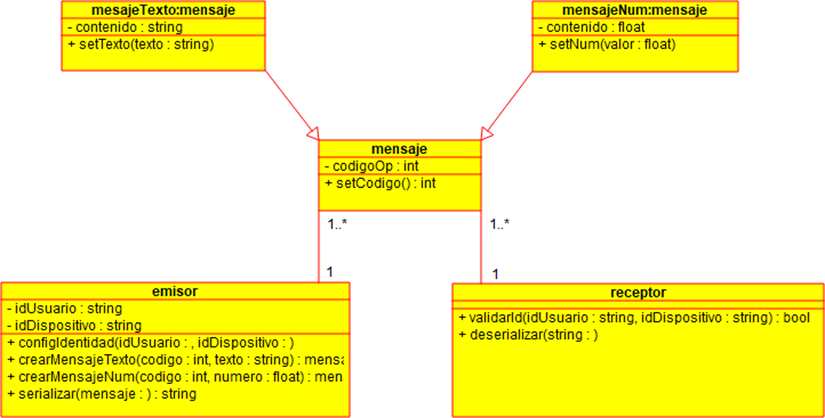 mesajeTexto:mensaje
- contenido : string
+ setTexto(texto : string)
mensajeNum:mensaje
- contenido : float
+ setNum(valor : float)
mensaje
- codigoOp : int
+ setCodigo() : int
1..*
1..*
1
1
emisor
- idUsuario : string
- idDispositivo : string
+ configIdentidad(idUsuario : , idDispositivo : )
+ crearMensajeTexto(codigo : int, texto : string) : mensa
+ crearMensajeNum(codigo : int, numero : float) : men
+ serializar(mensaje : ) : string
receptor
+ validarId(idUsuario : string, idDispositivo : string) : bool
+ deserializar(string : )